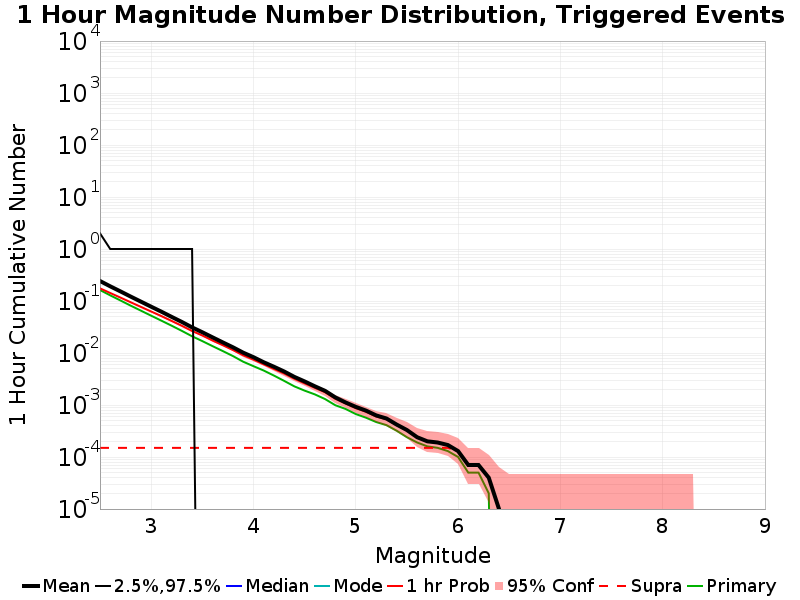 1 Hour Magnitude Number Distribution, Triggered Events
1 Hour Cumulative Number
10^4
10^3
10^2
10^1
10^0
10^-1
10^-2
10^-3
10^-4
10^-5
3 4 5 6 7 8 9
Magnitude
Mean 2.5%,97.5% Median Mode 1 hr Prob 95% Conf Supra Primary